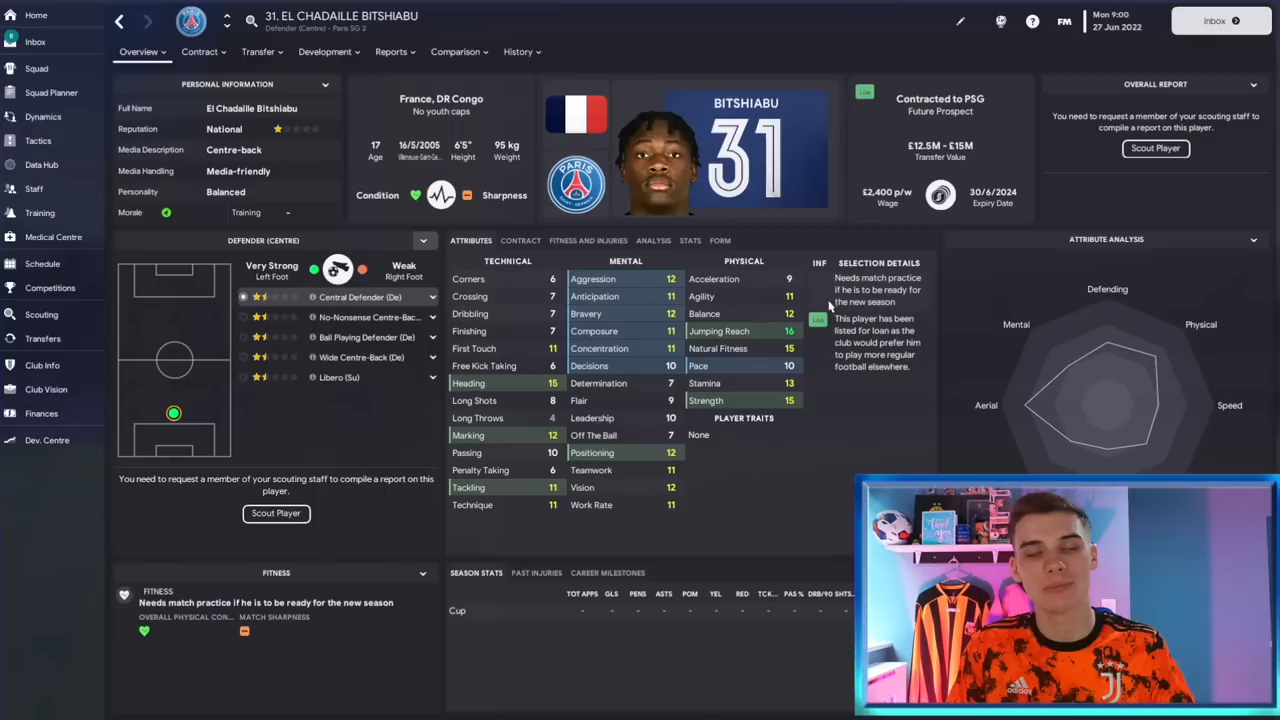 Home
Inbox
Squad
Squad Planner
Dynamics
Tactics
Data Hub
Staff
Training
Medical Centre
Schedule
Competitions
Scouting
Transfers
Club Info
Club Vision
Finances
Dev. Centre
31. EL CHADAILLE BITSHIABU
Defender (Centre) - Paris SG 2
FM
Mon 9:00
27 Jun 2022
Inbox
Overview
Contract
Transfer
Development
Reports
Comparison
History
PERSONAL INFORMATION
Full Name El Chadaille Bitshiabu
Reputation National
Media Description Centre-back
Media Handling Media-friendly
Personality Balanced
Morale Training -
France, DR Congo
No youth caps
17 16/5/2005 6'5" 95 kg
Age Villeneuve-Saint-Ge... Height Weight
Condition Sharpness
PARIS
BITSHIABU
31
Loa
Contracted to PSG
Future Prospect
£12.5M - £15M
Transfer Value
£2,400 p/w 30/6/2024
Wage Expiry Date
OVERALL REPORT
You need to request a member of your scouting staff to
compile a report on this player.
Scout Player
DEFENDER (CENTRE)
Very Strong Weak
Left Foot Right Foot
Central Defender (De)
No-Nonsense Centre-Bac...
Ball Playing Defender (De)
Wide Centre-Back (De)
Libero (Su)
You need to request a member of your scouting staff to compile a report on this
player.
Scout Player
ATTRIBUTES CONTRACT FITNESS AND INJURIES ANALYSIS STATS FORM
TECHNICAL
Corners 6
Crossing 7
Dribbling 7
Finishing 7
First Touch 11
Free Kick Taking 6
Heading 15
Long Shots 8
Long Throws 4
Marking 12
Passing 10
Penalty Taking 6
Tackling 11
Technique 11
MENTAL
Aggression 12
Anticipation 11
Bravery 12
Composure 11
Concentration 11
Decisions 10
Determination 7
Flair 9
Leadership 10
Off The Ball 7
Positioning 12
Teamwork 11
Vision 12
Work Rate 11
PHYSICAL
Acceleration 9
Agility 11
Balance 12
Jumping Reach 16
Natural Fitness 15
Pace 10
Stamina 13
Strength 15
PLAYER TRAITS
None
INF SELECTION DETAILS
Needs match practice
if he is to be ready for
the new season
Loa
This player has been
listed for loan as the
club would prefer him
to play more regular
football elsewhere.
ATTRIBUTE ANALYSIS
Defending
Mental
Physical
Aerial
Speed
FITNESS
FITNESS
Needs match practice if he is to be ready for the new season
OVERALL PHYSICAL CON... MATCH SHARPNESS
SEASON STATS PAST INJURIES CAREER MILESTONES
TOT APPS GLS PENS ASTS POM YEL RED TCK... PAS % DRB/90 SHTS...
Cup - - - - - - - - - - -
adidas